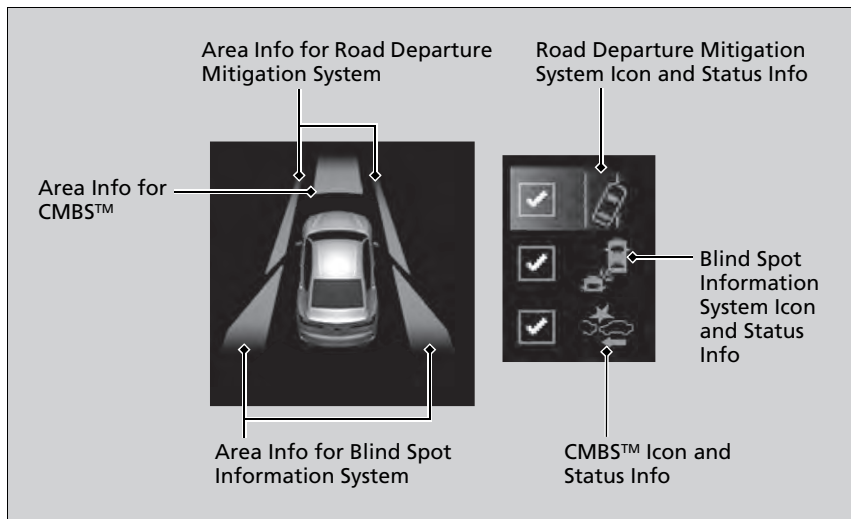 Area Info for Road Departure
Mitigation System
Road Departure Mitigation
System Icon and Status Info
Area Info for
CMBS™
Blind Spot
Information
System Icon
and Status
Info
Area Info for Blind Spot
Information System
CMBS™ Icon and
Status Info